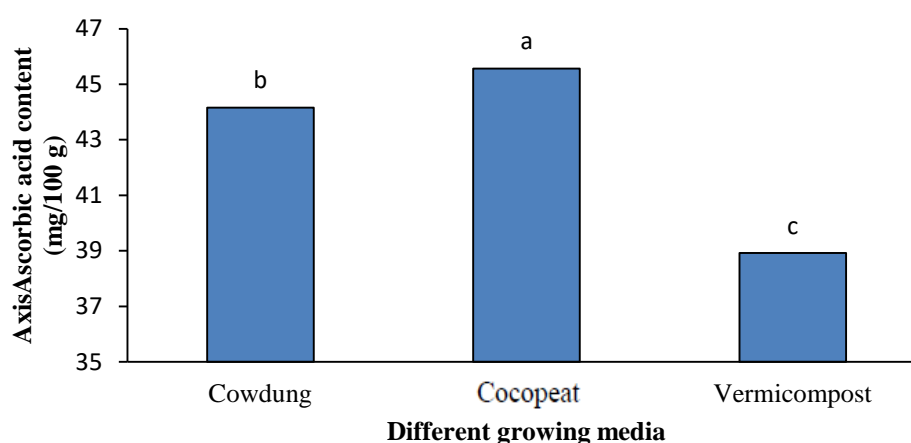 AxisAscorbic acid content
(mg/100 g)
47
45
43
41
39
37
35
b
a
c
Cowdung
Cocopeat
Vermicompost
Different growing media